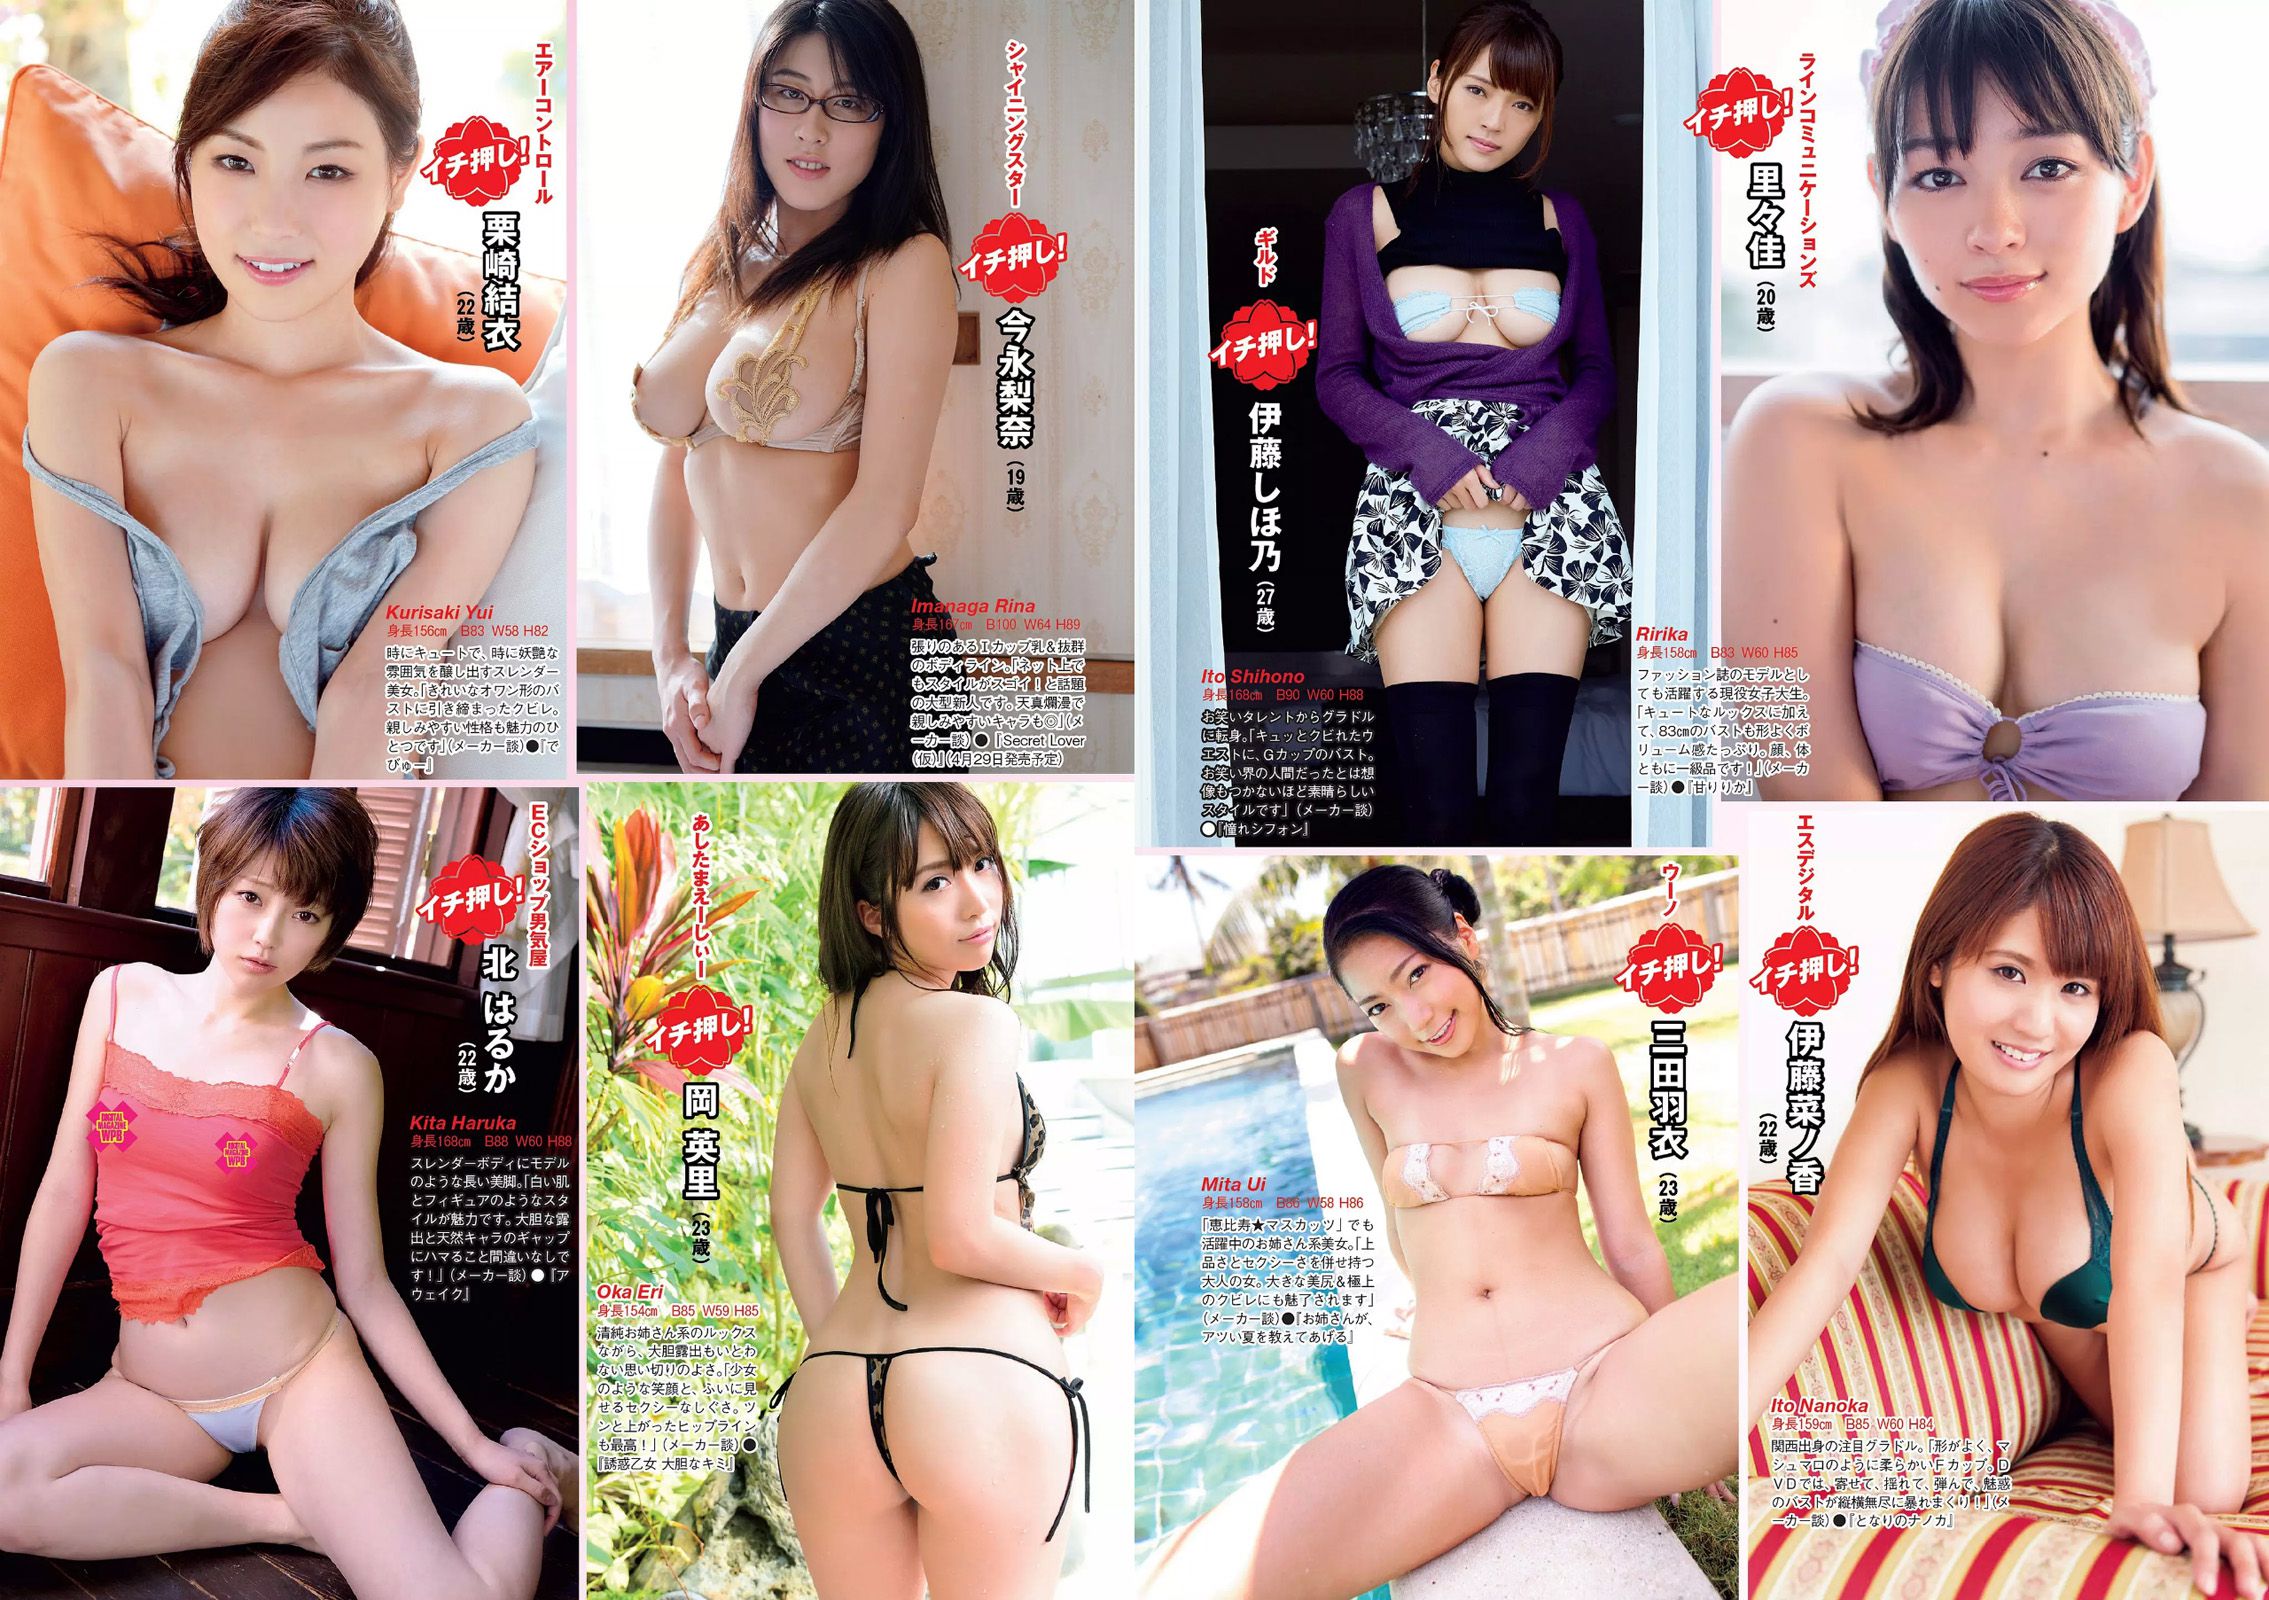 エアーコントロール
イチ押し!
栗崎結衣
(22歳)
Kurisaki Yui
身長156㎝ B83 W58 H82
時にキュートで、時に妖艶な
雰囲気を醸し出すスレンダー
美女。「きれいなオワン形のバ
ストに引き締まったクビレ。
親しみやすい性格も魅力のひ
とつです」(メーカー談)●『で
びゅー』
シャイニングスター
イチ押し!
今永梨奈
(19歳)
Imanaga Rina
身長167㎝ B100 W64 H89
張りのあるIカップ乳&抜群
のボディライン。「ネット上で
もスタイルがスゴイ!と話題
の大型新人です。天真爛漫で
親しみやすいキャラも◎」(メ
ーカー談)●『Secret Lover
(仮)』(4月29日発売予定)
ギルド
イチ押し!
伊藤しほ乃
(27歳)
Ito Shihono
身長168㎝ B90 W60 H88
お笑いタレントからグラドル
に転身。「キュッとクビれたウ
エストに、Gカップのバスト。
お笑い界の人間だったとは想
像もつかないほど素晴らしい
スタイルです」(メーカー談)
●『憧れシフォン』
ラインコミュニケーションズ
イチ押し!
里々佳
(20歳)
Ririka
身長158㎝ B83 W60 H85
ファッション誌のモデルとし
ても活躍する現役女子大生。
「キュートなルックスに加え
て、83㎝のバストも形よくボ
リューム感たっぷり。顔、体
ともに一級品です!」(メーカ
ー談)●『甘りりか』
ECショップ男気屋
イチ押し!
北はるか
(22歳)
DIGITAL
MAGAZINE
WPB
DIGITAL
MAGAZINE
WPB
Kita Haruka
身長168㎝ B88 W60 H88
スレンダーボディにモデル
のような長い美脚。「白い肌
とフィギュアのようなスタ
イルが魅力です。大胆な露
出と天然キャラのギャップ
にハマること間違いなしで
す!」(メーカー談)●『ア
ウェイク』
あしたまえーしぃー
イチ押し!
岡 英里
(23歳)
Oka Eri
身長154㎝ B85 W59 H85
清純お姉さん系のルックス
ながら、大胆露出もいとわ
ない思い切りのよさ。「少女
のような笑顔と、ふいに見
せるセクシーなしぐさ。ツ
ンと上がったヒップライン
も最高!」(メーカー談)●
『誘惑乙女 大胆なキミ』
ウーノ
イチ押し!
三田羽衣
(23歳)
Mita Ui
身長158㎝ B86 W58 H86
「恵比寿★マスカッツ」でも
活躍中のお姉さん系美女。「上
品さとセクシーさを併せ持つ
大人の女。大きな美尻&極上
のクビレにも魅了されます」
(メーカー談)●『お姉さんが、
アツい夏を教えてあげる』
エスデジタル
イチ押し!
伊藤菜ノ香
(22歳)
Ito Nanoka
身長159㎝ B85 W60 H84
関西出身の注目グラドル。「形がよく、マ
シュマロのように柔らかいFカップ。D
VDでは、寄せて、揺れて、弾んで、魅惑
のバストが縦横無尽に暴れまくり!」(メ
ーカー談)●『となりのナノカ』